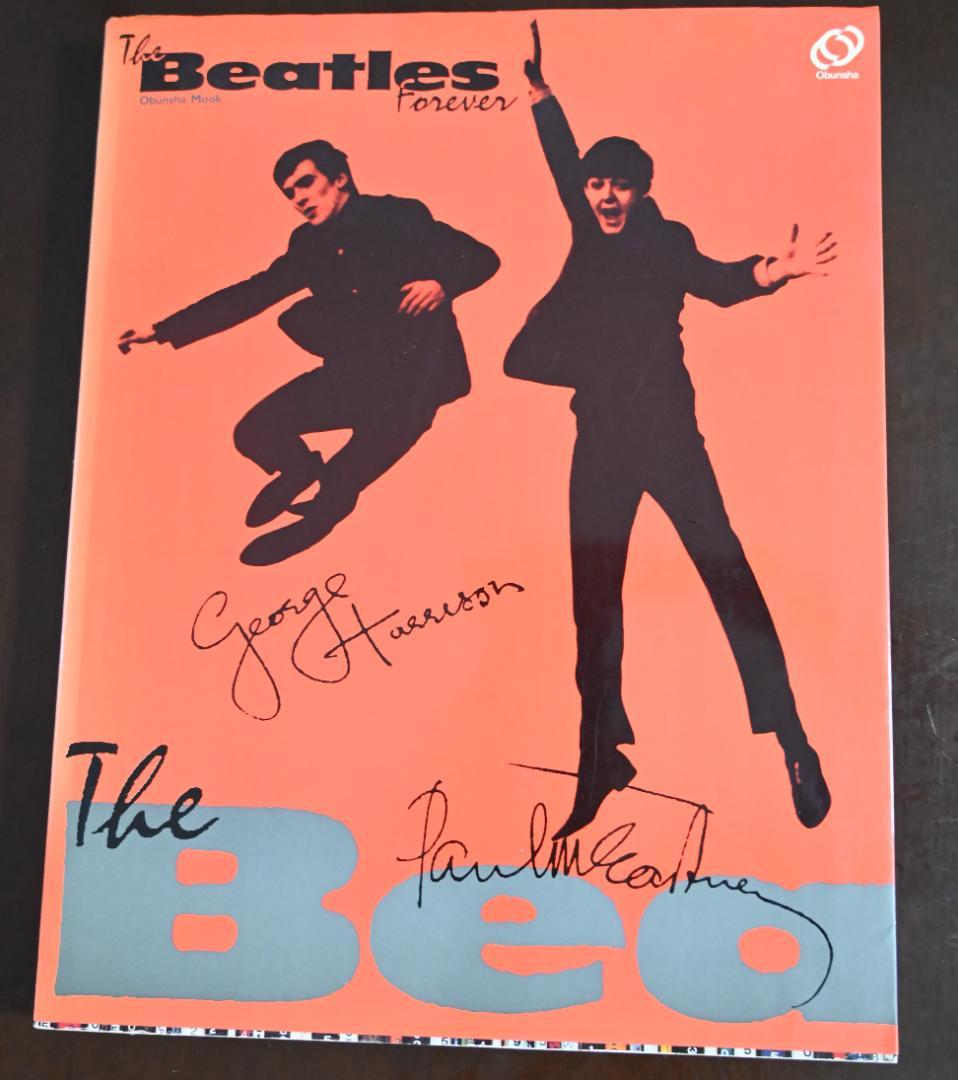 The
Beatles
Forever
Obunsha Mook
Obunsha
George
Harrison
Paul McCartney
The
Bea